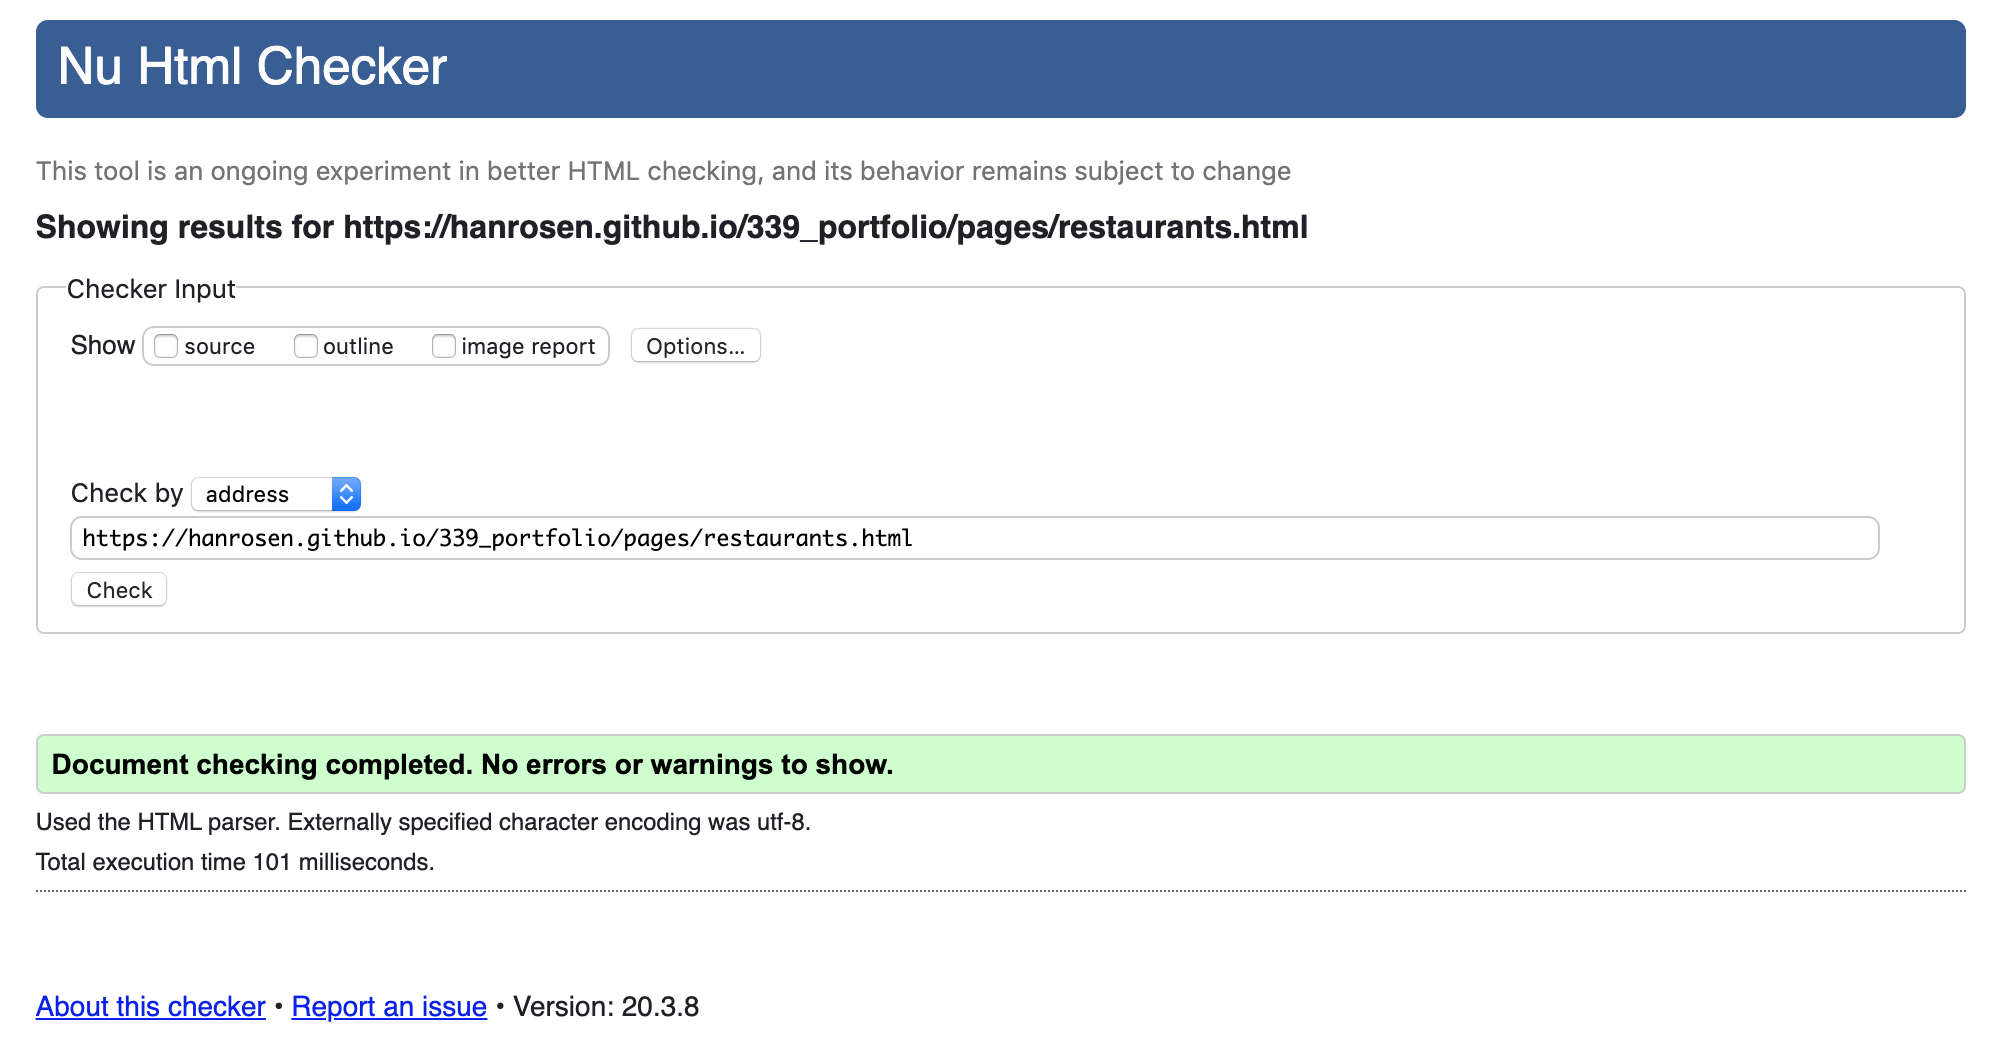 Nu Html Checker
This tool is an ongoing experiment in better HTML checking, and its behavior remains subject to change
Showing results for https://hanrosen.github.io/339_portfolio/pages/restaurants.html
Checker Input
Show source outline image report Options...
Check by address
https://hanrosen.github.io/339_portfolio/pages/restaurants.html
Check
Document checking completed. No errors or warnings to show.
Used the HTML parser. Externally specified character encoding was utf-8.
Total execution time 101 milliseconds.
About this checker • Report an issue • Version: 20.3.8